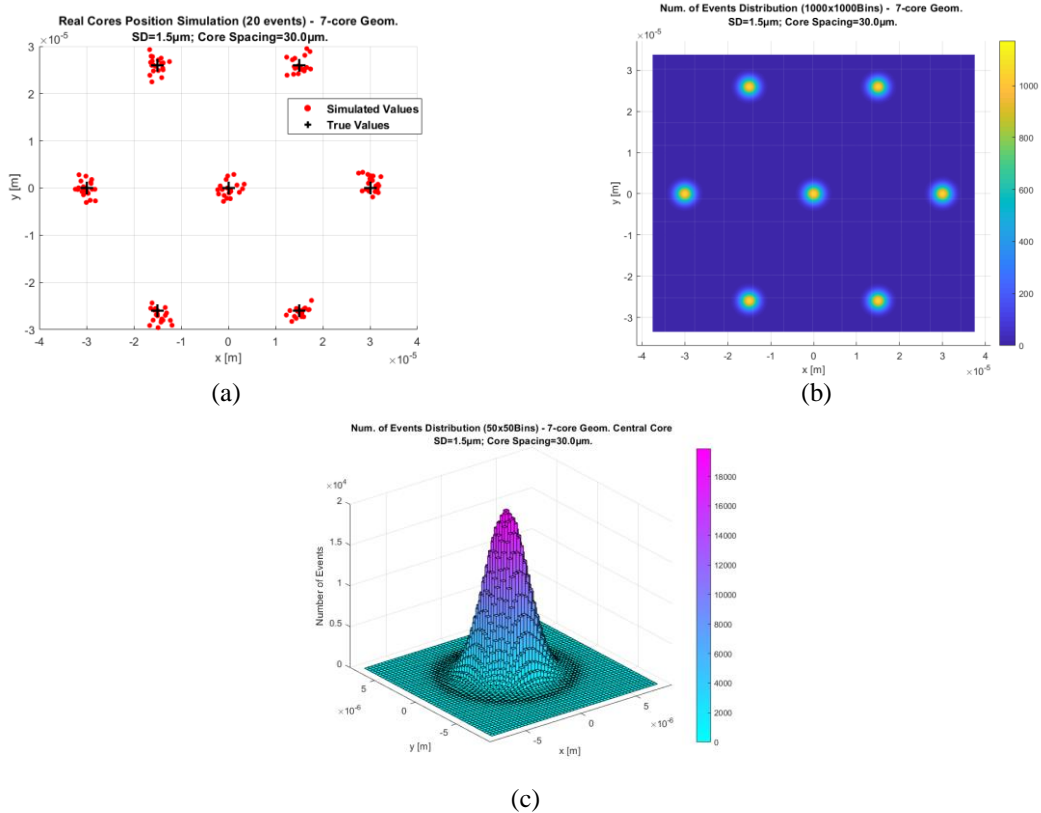 Real Cores Position Simulation (20 events) - 7-core Geom.
SD=1.5µm; Core Spacing=30.0µm.
×10⁻⁵
3
2
1
0
-1
-2
-3
y [m]
Simulated Values
True Values
-4 -3 -2 -1 0 1 2 3 4
x [m]
×10⁻⁵
(a)
Num. of Events Distribution (1000x1000Bins) - 7-core Geom.
SD=1.5µm; Core Spacing=30.0µm.
×10⁻⁵
3
2
1
0
-1
-2
-3
y [m]
-4 -3 -2 -1 0 1 2 3 4
x [m]
×10⁻⁵
1000
800
600
400
200
0
(b)
Num. of Events Distribution (50x50Bins) - 7-core Geom. Central Core
SD=1.5µm; Core Spacing=30.0µm.
×10⁴
2
1.5
1
0.5
0
Number of Events
5
0
-5
×10⁻⁶
y [m]
-5
0
5
×10⁻⁶
x [m]
18000
16000
14000
12000
10000
8000
6000
4000
2000
0
(c)